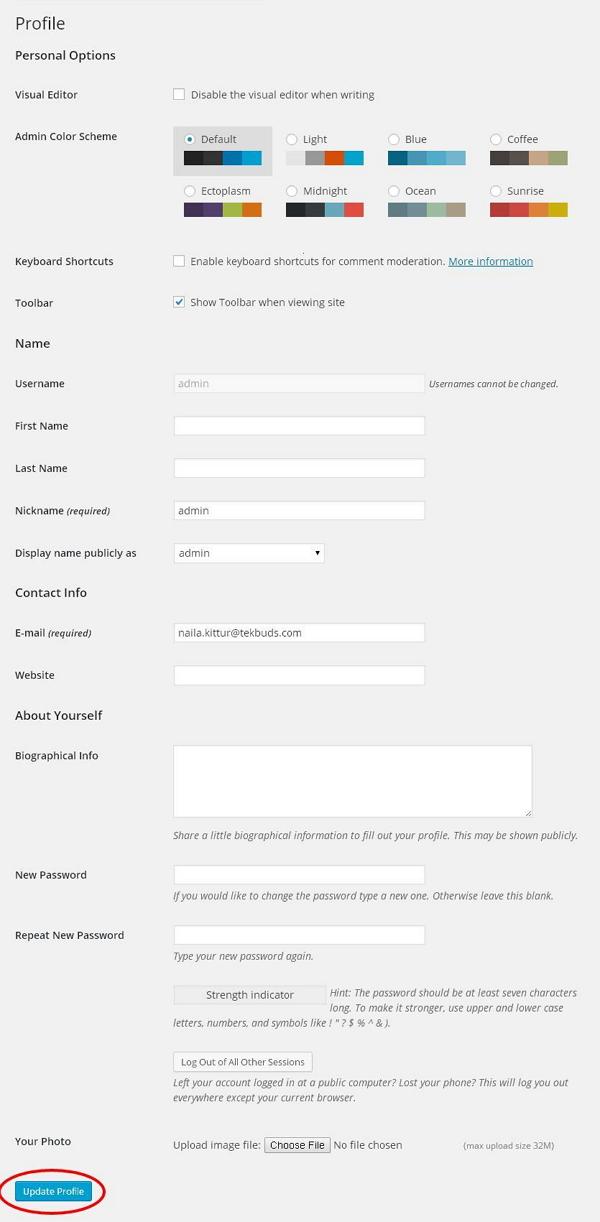 Profile
Personal Options
Visual Editor Disable the visual editor when writing
Admin Color Scheme Default Light Blue Coffee
Ectoplasm Midnight Ocean Sunrise
Keyboard Shortcuts Enable keyboard shortcuts for comment moderation. More information
Toolbar Show Toolbar when viewing site
Name
Username admin Usernames cannot be changed.
First Name
Last Name
Nickname (required) admin
Display name publicly as admin
Contact Info
E-mail (required) naila.kittur@tekbuds.com
Website
About Yourself
Biographical Info
Share a little biographical information to fill out your profile. This may be shown publicly.
New Password
If you would like to change the password type a new one. Otherwise leave this blank.
Repeat New Password
Type your new password again.
Strength indicator Hint: The password should be at least seven characters
long. To make it stronger, use upper and lower case
letters, numbers, and symbols like ! " ? $ % ^ & ).
Log Out of All Other Sessions
Left your account logged in at a public computer? Lost your phone? This will log you out
everywhere except your current browser.
Your Photo Upload image file: Choose File No file chosen (max upload size 32M)
Update Profile